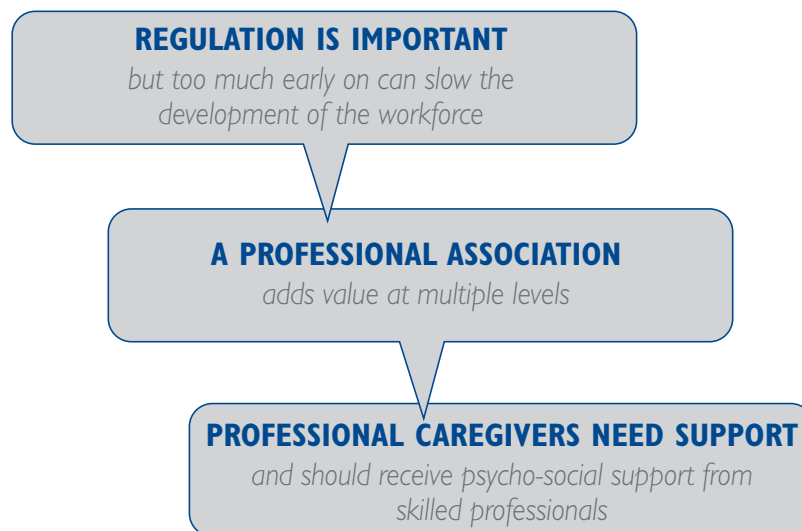 REGULATION IS IMPORTANT
but too much early on can slow the
development of the workforce
A PROFESSIONAL ASSOCIATION
adds value at multiple levels
PROFESSIONAL CAREGIVERS NEED SUPPORT
and should receive psycho-social support from
skilled professionals